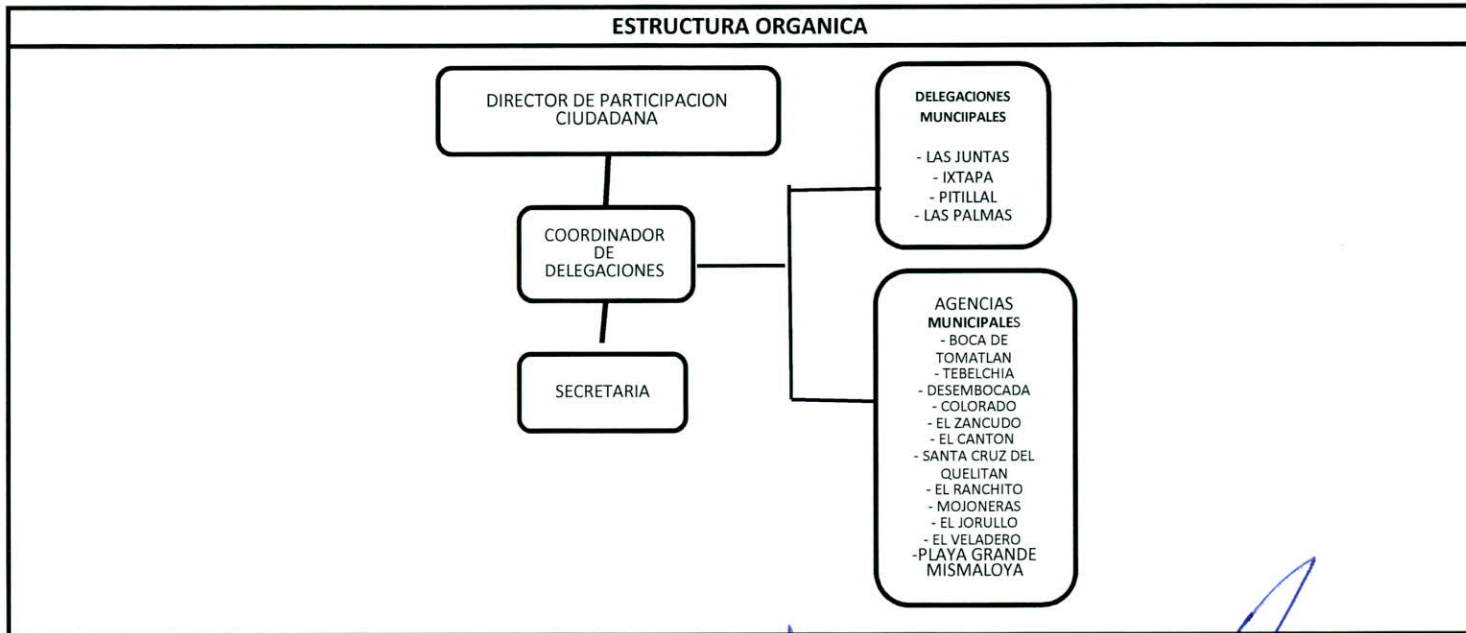 ESTRUCTURA ORGANICA
DIRECTOR DE PARTICIPACION
CIUDADANA
COORDINADOR
DE
DELEGACIONES
SECRETARIA
DELEGACIONES
MUNCIIPALES
- LAS JUNTAS
- IXTAPA
- PITILLAL
- LAS PALMAS
AGENCIAS
MUNICIPALES
- BOCA DE
TOMATLAN
- TEBELCHIA
- DESEMBOCADA
- COLORADO
- EL ZANCUDO
- EL CANTON
- SANTA CRUZ DEL
QUELITAN
- EL RANCHITO
- MOJONERAS
- EL JORULLO
- EL VELADERO
-PLAYA GRANDE
MISMALOYA